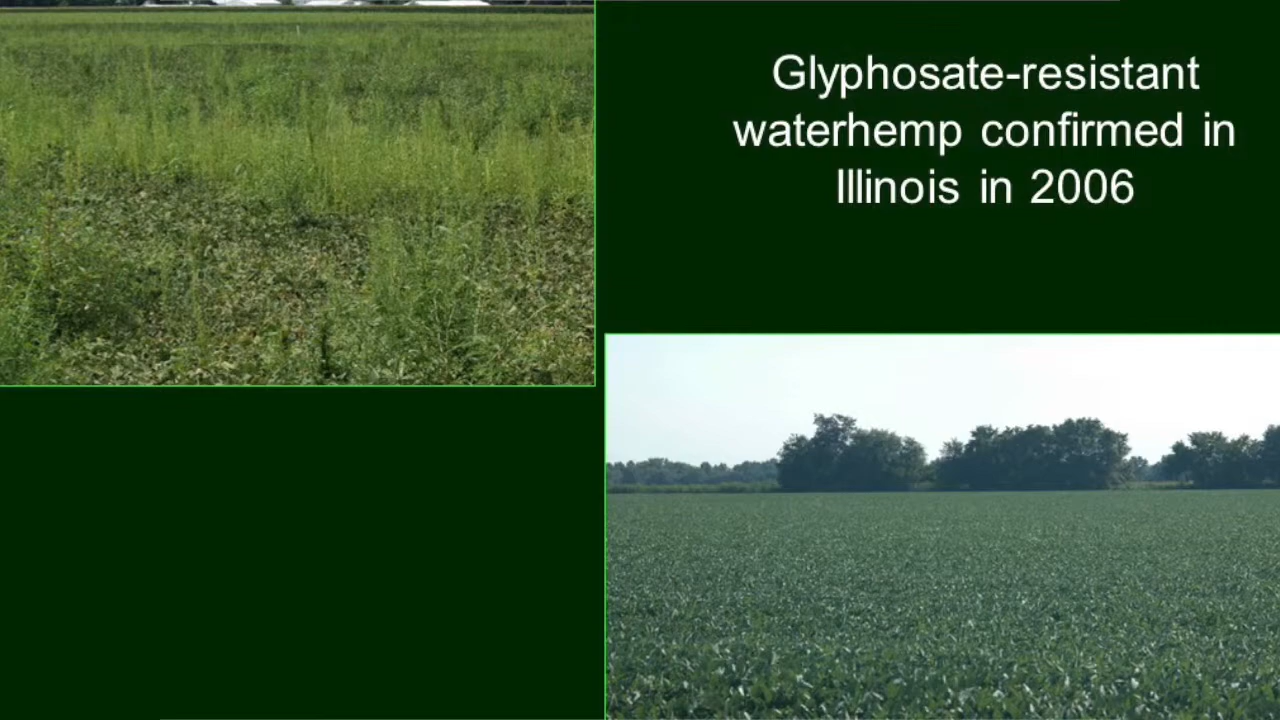 Glyphosate-resistant
waterhemp confirmed in
Illinois in 2006